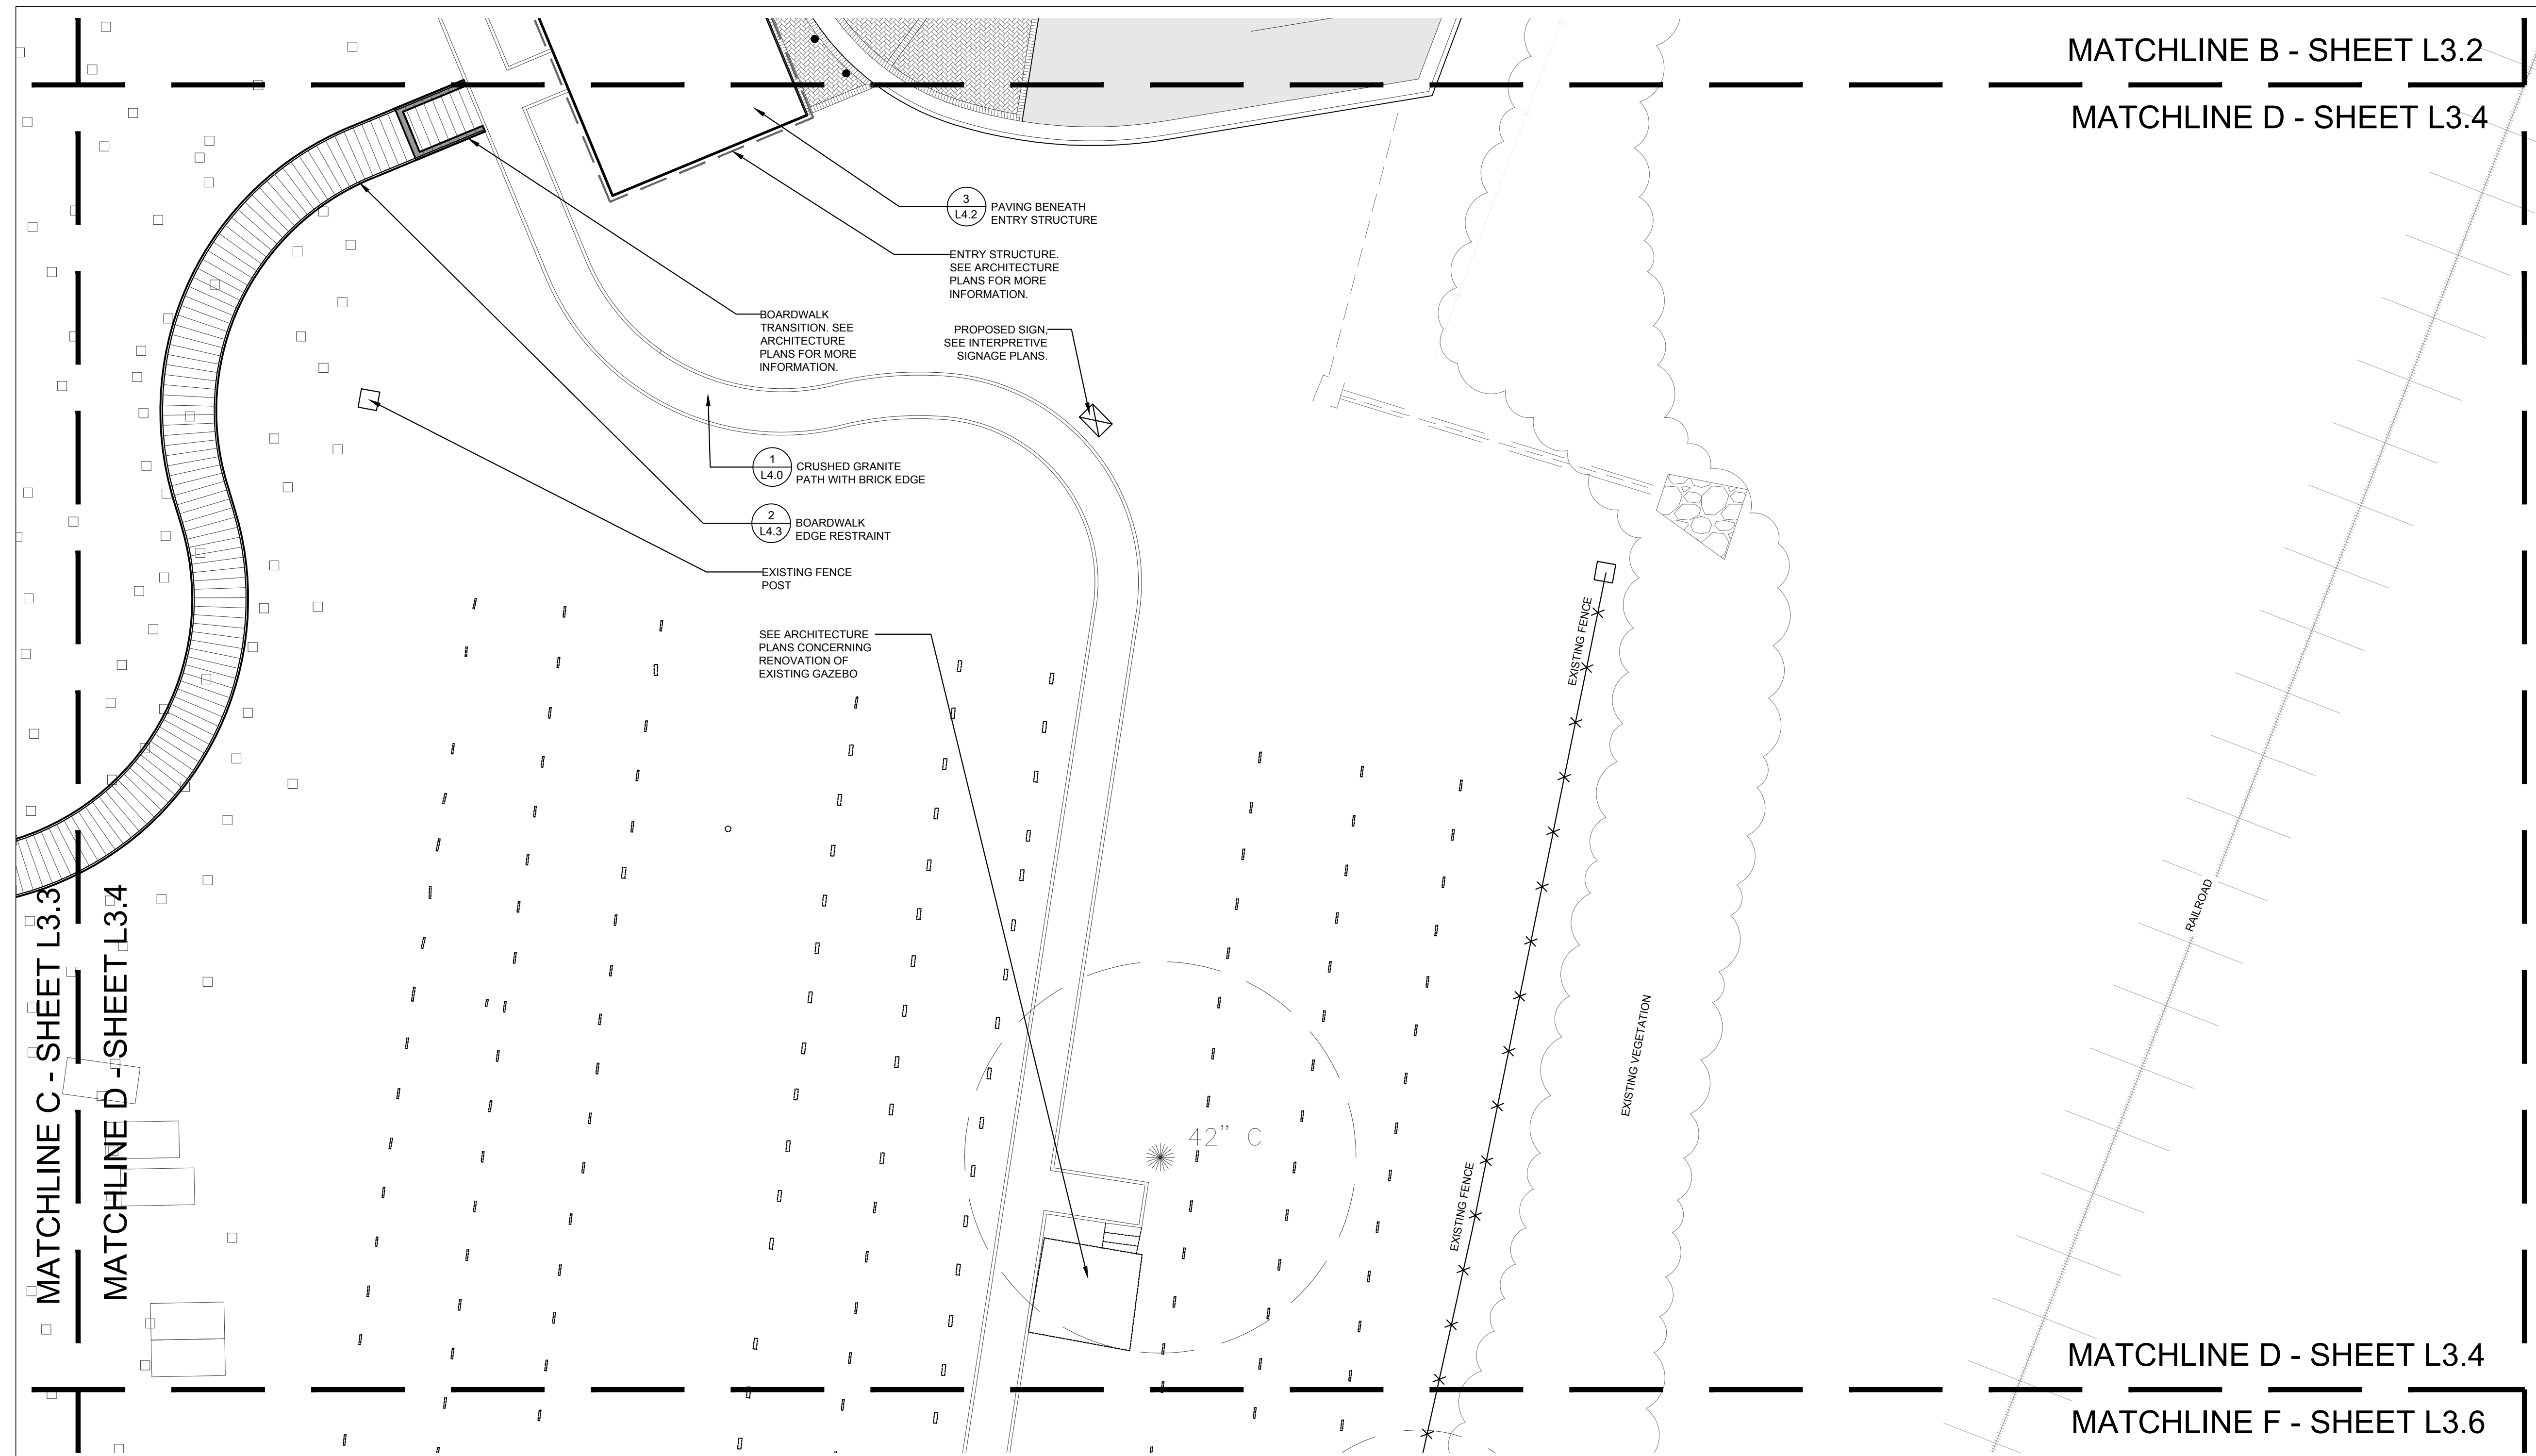 MATCHLINE B - SHEET L3.2
MATCHLINE D - SHEET L3.4
3
L4.2
PAVING BENEATH
ENTRY STRUCTURE
ENTRY STRUCTURE.
SEE ARCHITECTURE
PLANS FOR MORE
INFORMATION.
BOARDWALK
TRANSITION. SEE
ARCHITECTURE
PLANS FOR MORE
INFORMATION.
PROPOSED SIGN,
SEE INTERPRETIVE
SIGNAGE PLANS.
1
L4.0
CRUSHED GRANITE
PATH WITH BRICK EDGE
2
L4.3
BOARDWALK
EDGE RESTRAINT
EXISTING FENCE
POST
SEE ARCHITECTURE
PLANS CONCERNING
RENOVATION OF
EXISTING GAZEBO
EXISTING FENCE
RAILROAD
MATCHLINE C - SHEET L3.3
MATCHLINE D - SHEET L3.4
EXISTING VEGETATION
42" C
EXISTING FENCE
MATCHLINE D - SHEET L3.4
MATCHLINE F - SHEET L3.6